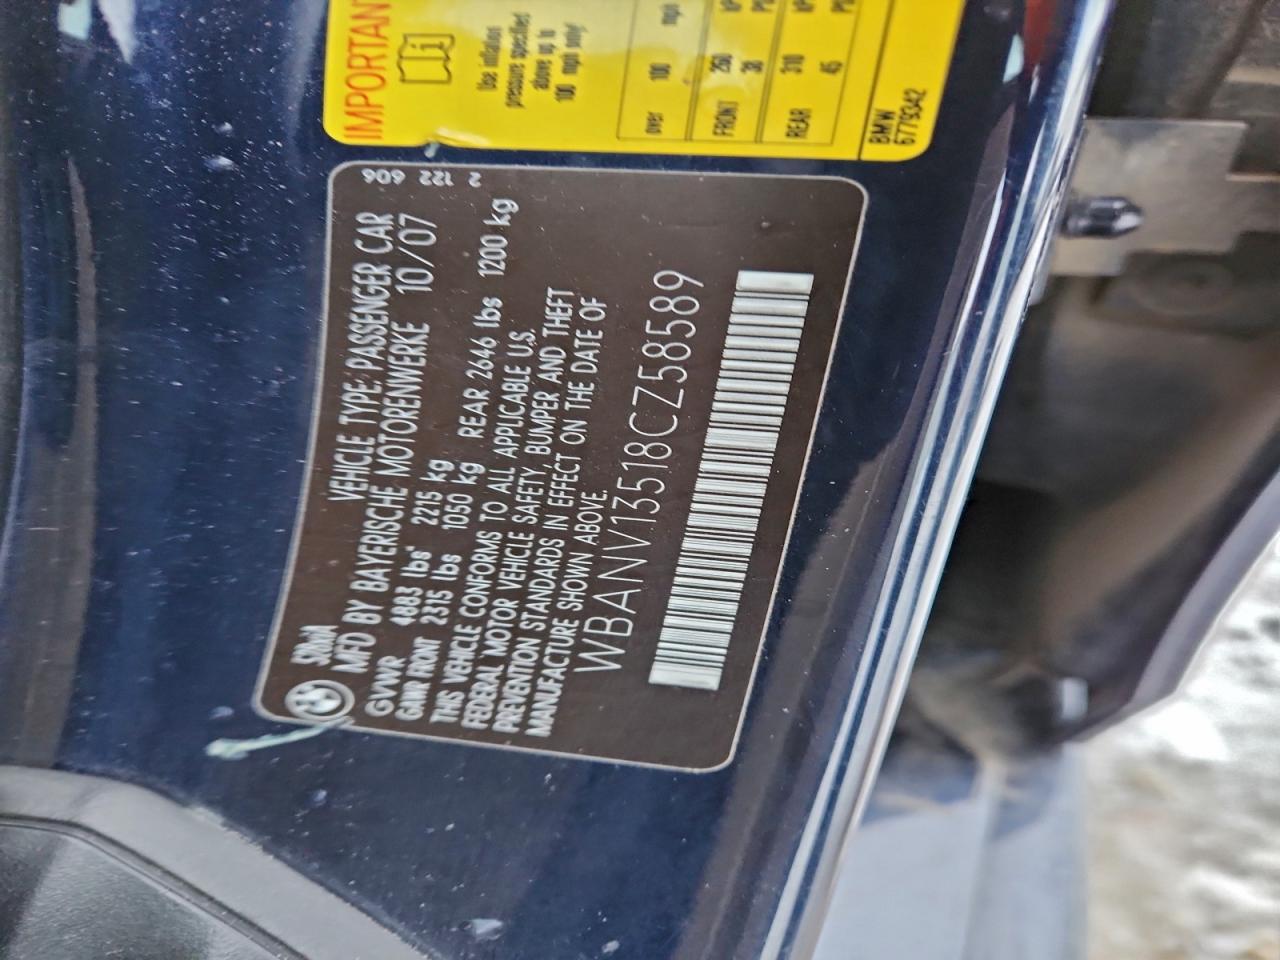 IMPORTANT
Use inflation
pressure specified
above up to
100 mph only!
over 100 mph
FRONT 260
38
REAR 310
45
BMW
6779342
2 122 606
VEHICLE TYPE: PASSENGER CAR
MFD BY BAYERISCHE MOTORENWERKE 10/07
GVWR 4883 lbs 2215 kg
GAWR FRONT 2315 lbs 1050 kg REAR 2646 lbs 1200 kg
THIS VEHICLE CONFORMS TO ALL APPLICABLE U.S.
FEDERAL MOTOR VEHICLE SAFETY, BUMPER AND THEFT
PREVENTION STANDARDS IN EFFECT ON THE DATE OF
MANUFACTURE SHOWN ABOVE.
WBANV13518CZ58589